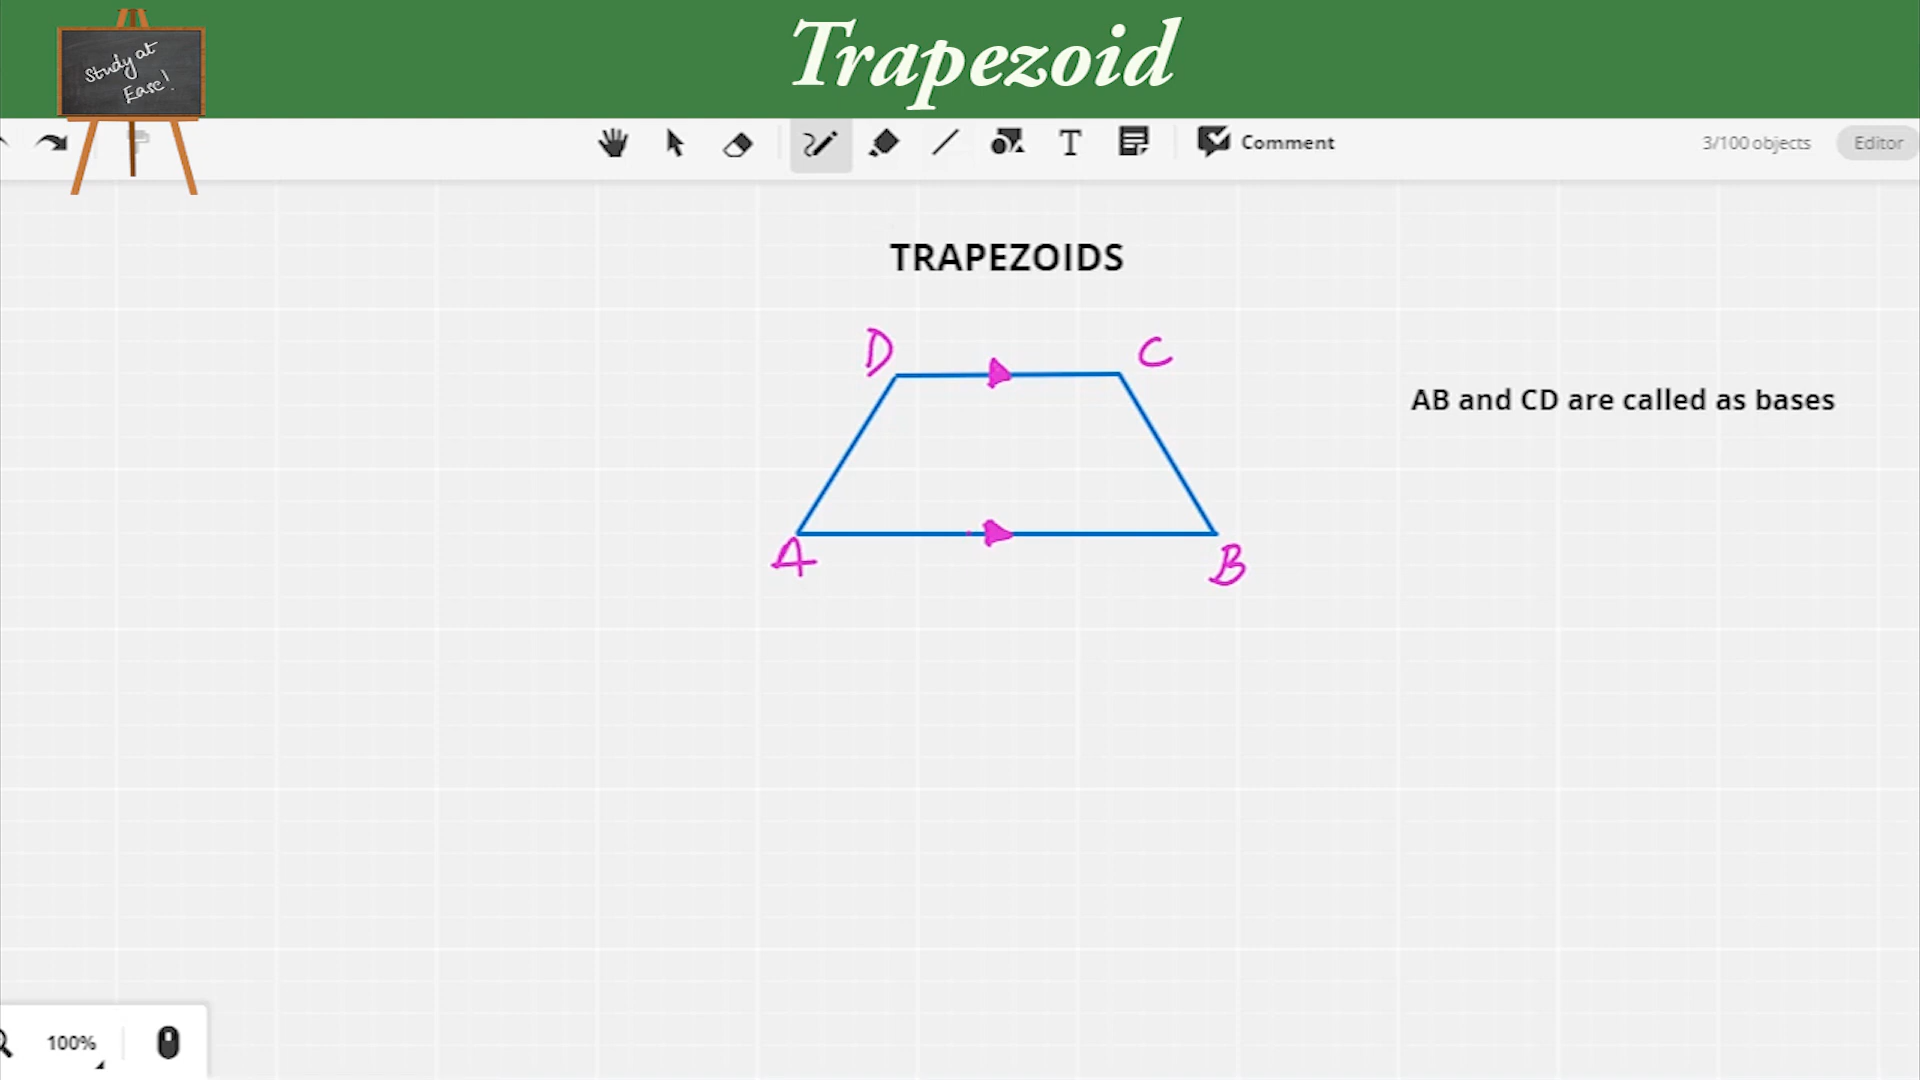 Trapezoid
Study at
Ease!
Comment
3/100 objects
Editor
TRAPEZOIDS
D
C
AB and CD are called as bases
A
B
100%